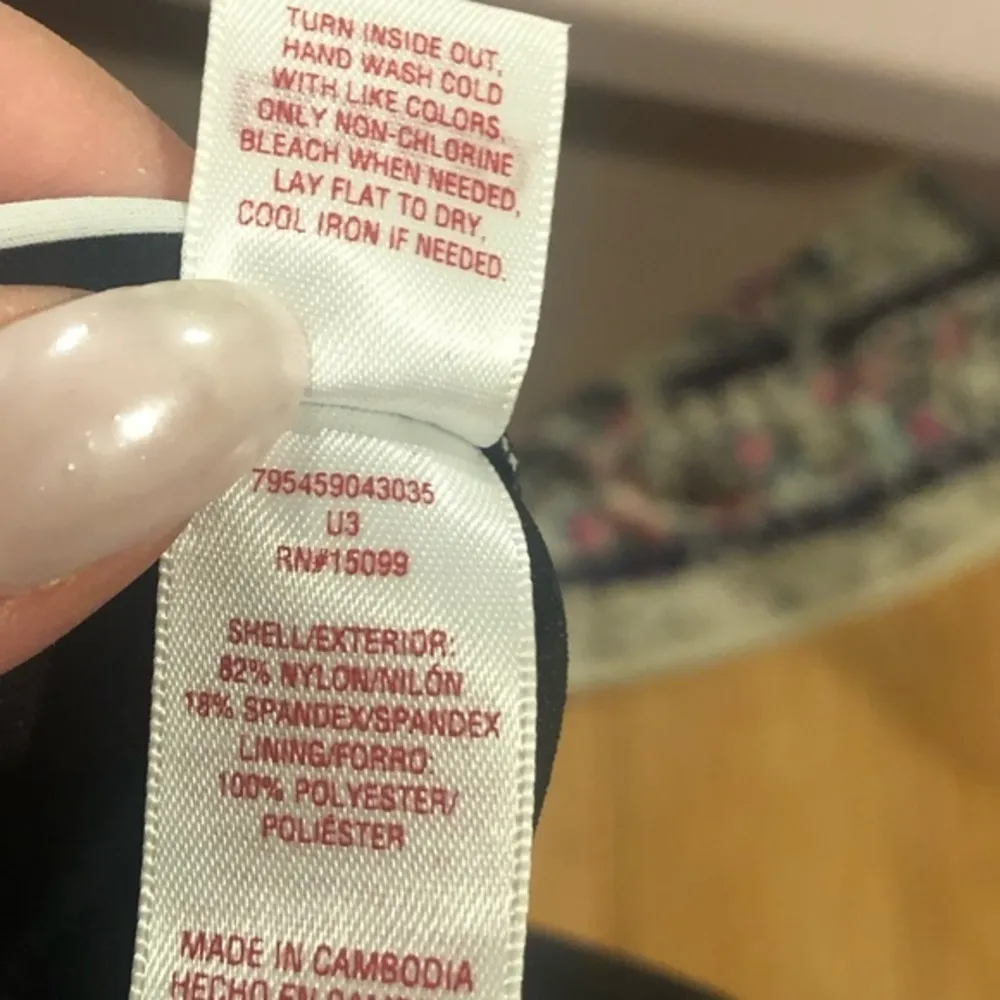 TURN INSIDE OUT,
HAND WASH COLD
WITH LIKE COLORS,
ONLY NON-CHLORINE
BLEACH WHEN NEEDED,
LAY FLAT TO DRY,
COOL IRON IF NEEDED.
795459043035
U3
RN#15099
SHELL/EXTERIOR:
82% NYLON/NILÓN
18% SPANDEX/SPANDEX
LINING/FORRO:
100% POLYESTER/
POLIÉSTER
MADE IN CAMBODIA
HECHO EN